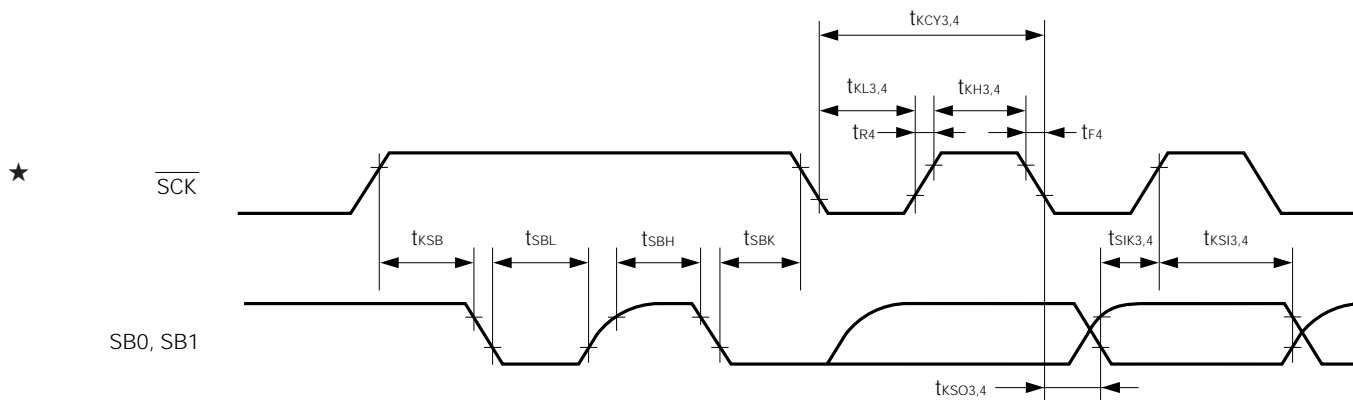 tKCY3,4
tKL3,4
tKH3,4
tR4
tF4
★
SCK
tKSB
tSBL
tSBH
tSBK
tSIK3,4
tKSI3,4
SB0, SB1
tKSO3,4